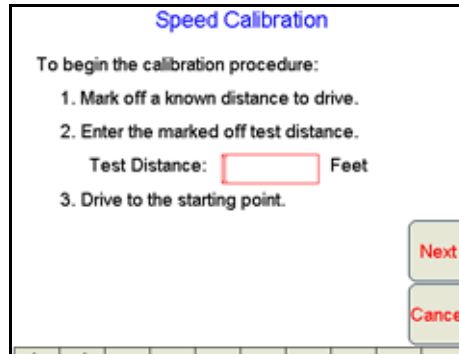 Speed Calibration
To begin the calibration procedure:
1. Mark off a known distance to drive.
2. Enter the marked off test distance.
Test Distance: Feet
3. Drive to the starting point.
Next
Cance